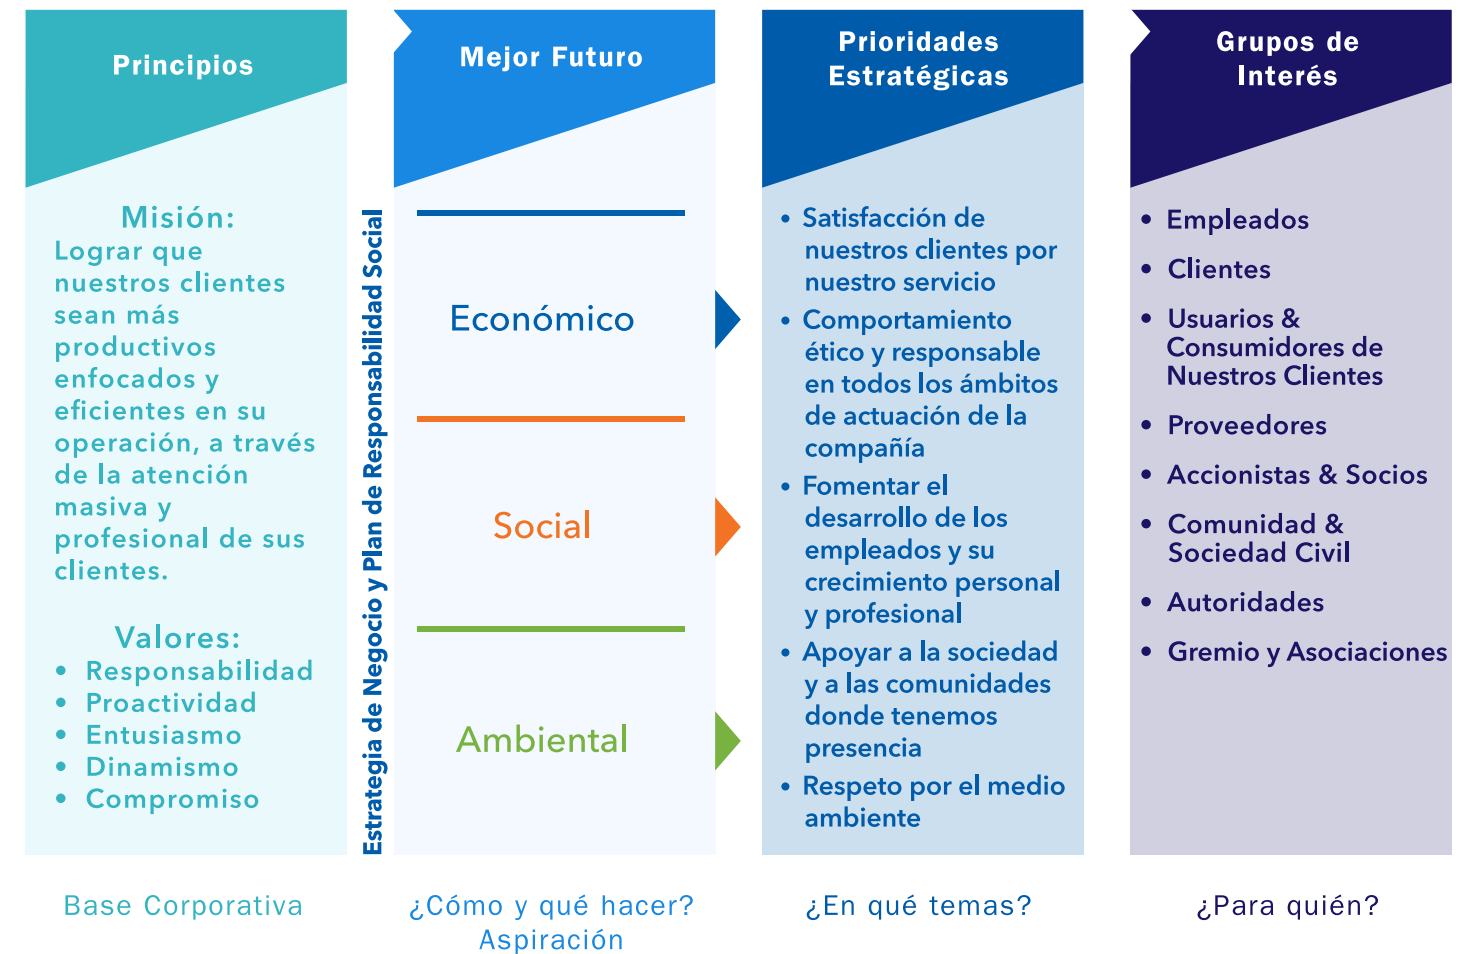 Principios
Misión:
Lograr que
nuestros clientes
sean más
productivos
enfocados y
eficientes en su
operación, a través
de la atención
masiva y
profesional de sus
clientes.
Valores:
• Responsabilidad
• Proactividad
• Entusiasmo
• Dinamismo
• Compromiso
Base Corporativa
Estrategia de Negocio y Plan de Responsabilidad Social
Mejor Futuro
Económico
Social
Ambiental
¿Cómo y qué hacer?
Aspiración
Prioridades
Estratégicas
• Satisfacción de
nuestros clientes por
nuestro servicio
• Comportamiento
ético y responsable
en todos los ámbitos
de actuación de la
compañía
• Fomentar el
desarrollo de los
empleados y su
crecimiento personal
y profesional
• Apoyar a la sociedad
y a las comunidades
donde tenemos
presencia
• Respeto por el medio
ambiente
¿En qué temas?
Grupos de
Interés
• Empleados
• Clientes
• Usuarios &
Consumidores de
Nuestros Clientes
• Proveedores
• Accionistas & Socios
• Comunidad &
Sociedad Civil
• Autoridades
• Gremio y Asociaciones
¿Para quién?